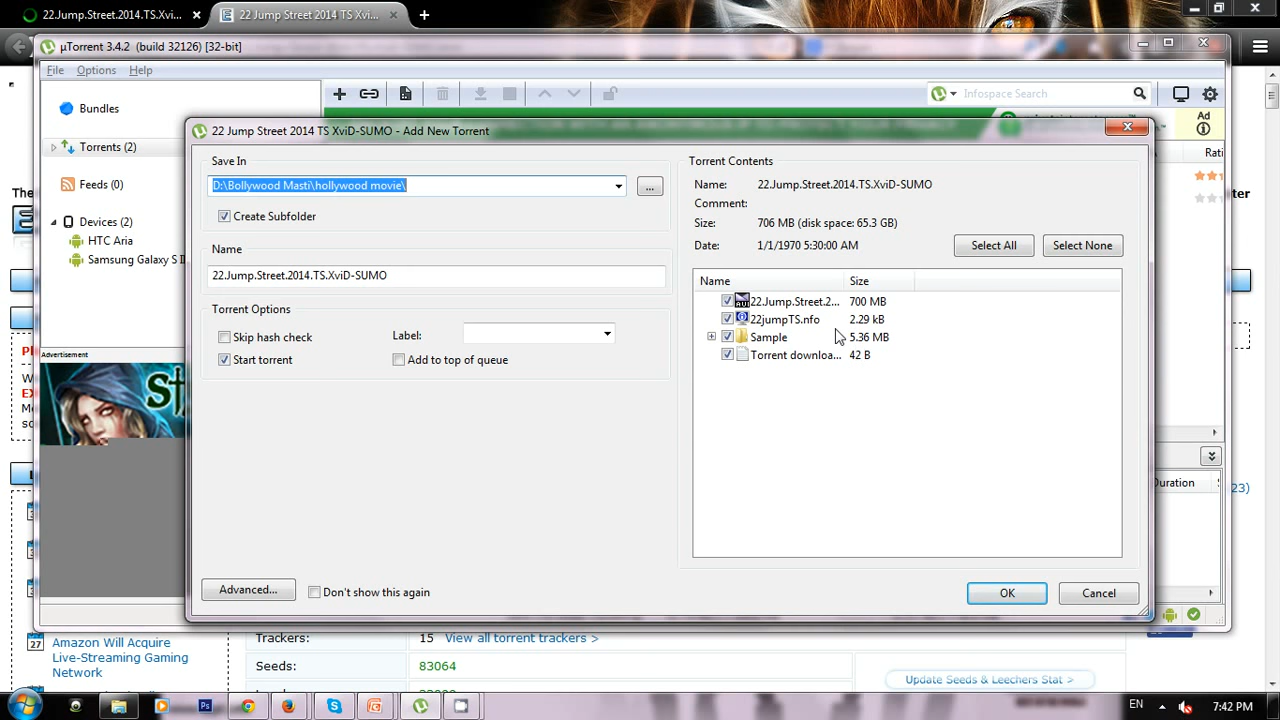 22.Jump.Street.2014.TS.Xvi...
22 Jump Street 2014 TS Xvi...
µTorrent 3.4.2 (build 32126) [32-bit]
File Options Help
Bundles
Infospace Search
Ad
Torrents (2)
Feeds (0)
Devices (2)
HTC Aria
Samsung Galaxy S II
Advertisement
22 Jump Street 2014 TS XviD-SUMO - Add New Torrent
Save In
D:\Bollywood Masti\hollywood movie\
...
Create Subfolder
Name
22.Jump.Street.2014.TS.XviD-SUMO
Torrent Options
Skip hash check
Label:
Start torrent
Add to top of queue
Advanced...
Don't show this again
Torrent Contents
Name: 22.Jump.Street.2014.TS.XviD-SUMO
Comment:
Size: 706 MB (disk space: 65.3 GB)
Date: 1/1/1970 5:30:00 AM
Select All
Select None
Name Size
22.Jump.Street.2... 700 MB
22jumpTS.nfo 2.29 kB
Sample 5.36 MB
Torrent downloa... 42 B
OK
Cancel
Rati
Duration
23)
Amazon Will Acquire
Live-Streaming Gaming
Network
Trackers: 15 View all torrent trackers >
Seeds: 83064
Update Seeds & Leechers Stat >
EN
7:42 PM